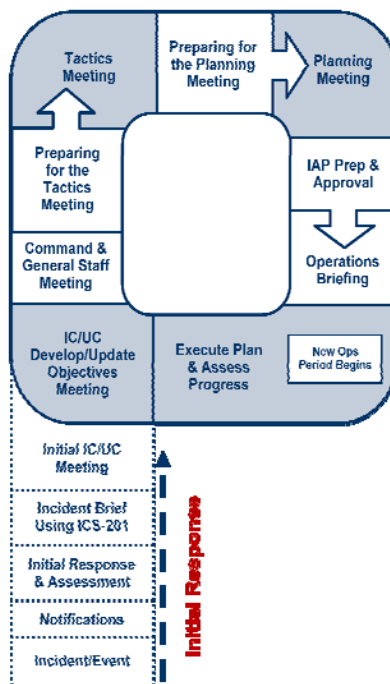 Tactics
Meeting
Preparing for
the Planning
Meeting
Planning
Meeting
Preparing
for the
Tactics
Meeting
IAP Prep &
Approval
Command &
General Staff
Meeting
Operations
Briefing
IC/UC
Develop/Update
Objectives
Meeting
Execute Plan
& Assess
Progress
New Ops
Period Begins
Initial IC/UC
Meeting
Incident Brief
Using ICS-201
Initial Response
& Assessment
Notifications
Incident/Event
Initial Response